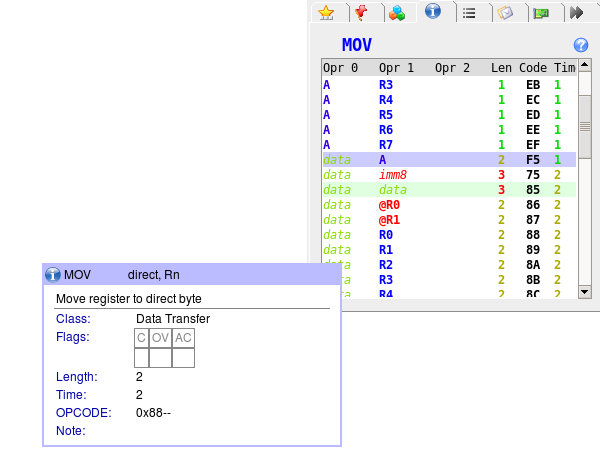 MOV
Opr 0 Opr 1 Opr 2 Len Code Tim
A R3 1 EB 1
A R4 1 EC 1
A R5 1 ED 1
A R6 1 EE 1
A R7 1 EF 1
data A 2 F5 1
data imm8 3 75 2
data data 3 85 2
data @R0 2 86 2
data @R1 2 87 2
data R0 2 88 2
data R1 2 89 2
data R2 2 8A 2
data R3 2 8B 2
data R4 2 8C 2
MOV direct, Rn
Move register to direct byte
Class: Data Transfer
Flags: C OV AC
Length: 2
Time: 2
OPCODE: 0x88--
Note: